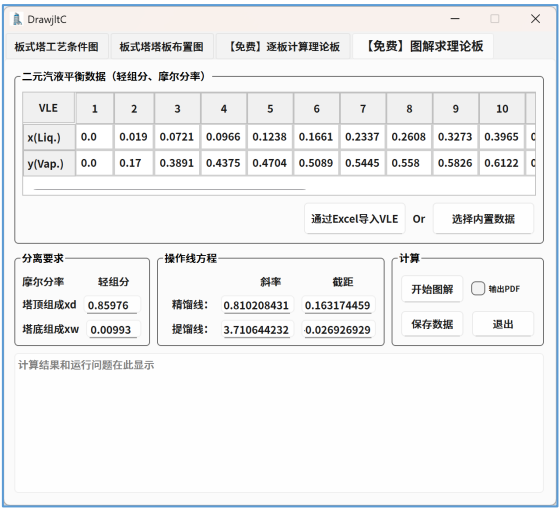 DrawJltC
板式塔工艺条件图 板式塔塔板布置图 【免费】逐板计算理论板 【免费】图解求理论板
二元汽液平衡数据（轻组分、摩尔分率）
VLE 1 2 3 4 5 6 7 8 9 10
x(Liq.) 0.0 0.019 0.0721 0.0966 0.1238 0.1661 0.2337 0.2608 0.3273 0.3965
y(Vap.) 0.0 0.17 0.3891 0.4375 0.4704 0.5089 0.5445 0.558 0.5826 0.6122
通过Excel导入VLE Or 选择内置数据
分离要求 操作线方程 计算
摩尔分率 轻组分 斜率 截距
开始图解 输出PDF
塔顶组成xd 0.85976 精馏线： 0.810208431 0.163174459
塔底组成xw 0.00993 提馏线： 3.710644232 0.026926929
保存数据 退出
计算结果和运行问题在此显示